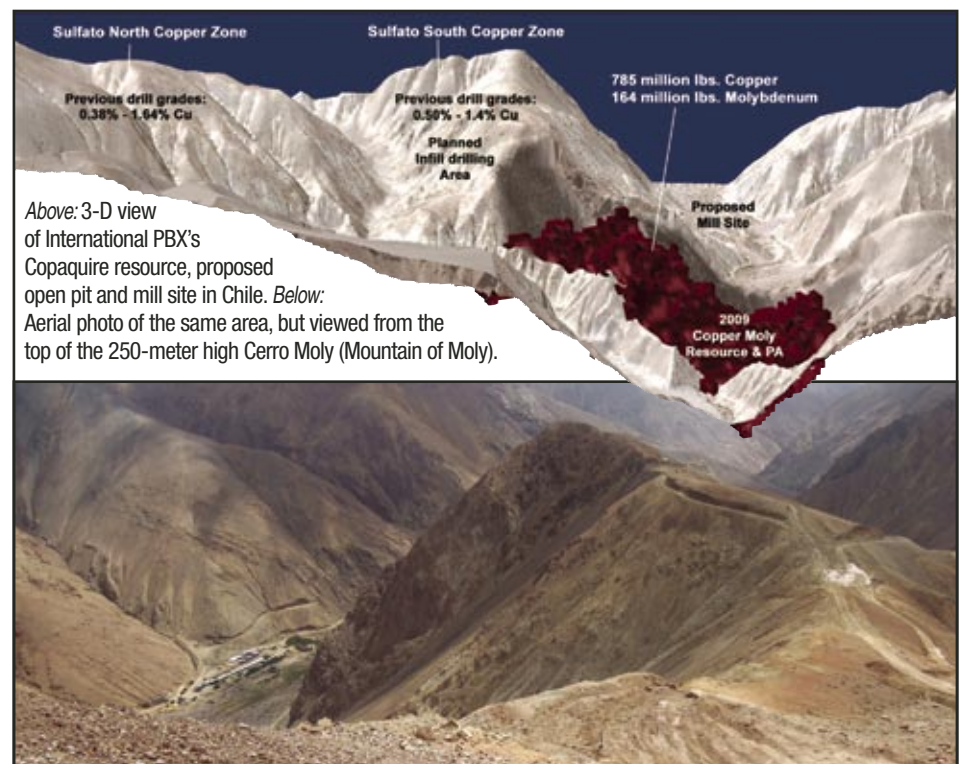 Sulfato North Copper Zone
Sulfato South Copper Zone
785 million lbs. Copper
164 million lbs. Molybdenum
Previous drill grades:
0.38% - 1.64% Cu
Previous drill grades:
0.50% - 1.4% Cu
Planned
Infill drilling
Area
Proposed
Mill Site
Above: 3-D view
of International PBX's
Copaquire resource, proposed
open pit and mill site in Chile. Below:
Aerial photo of the same area, but viewed from the
top of the 250-meter high Cerro Moly (Mountain of Moly).
2009
Copper Moly
Resource & PA